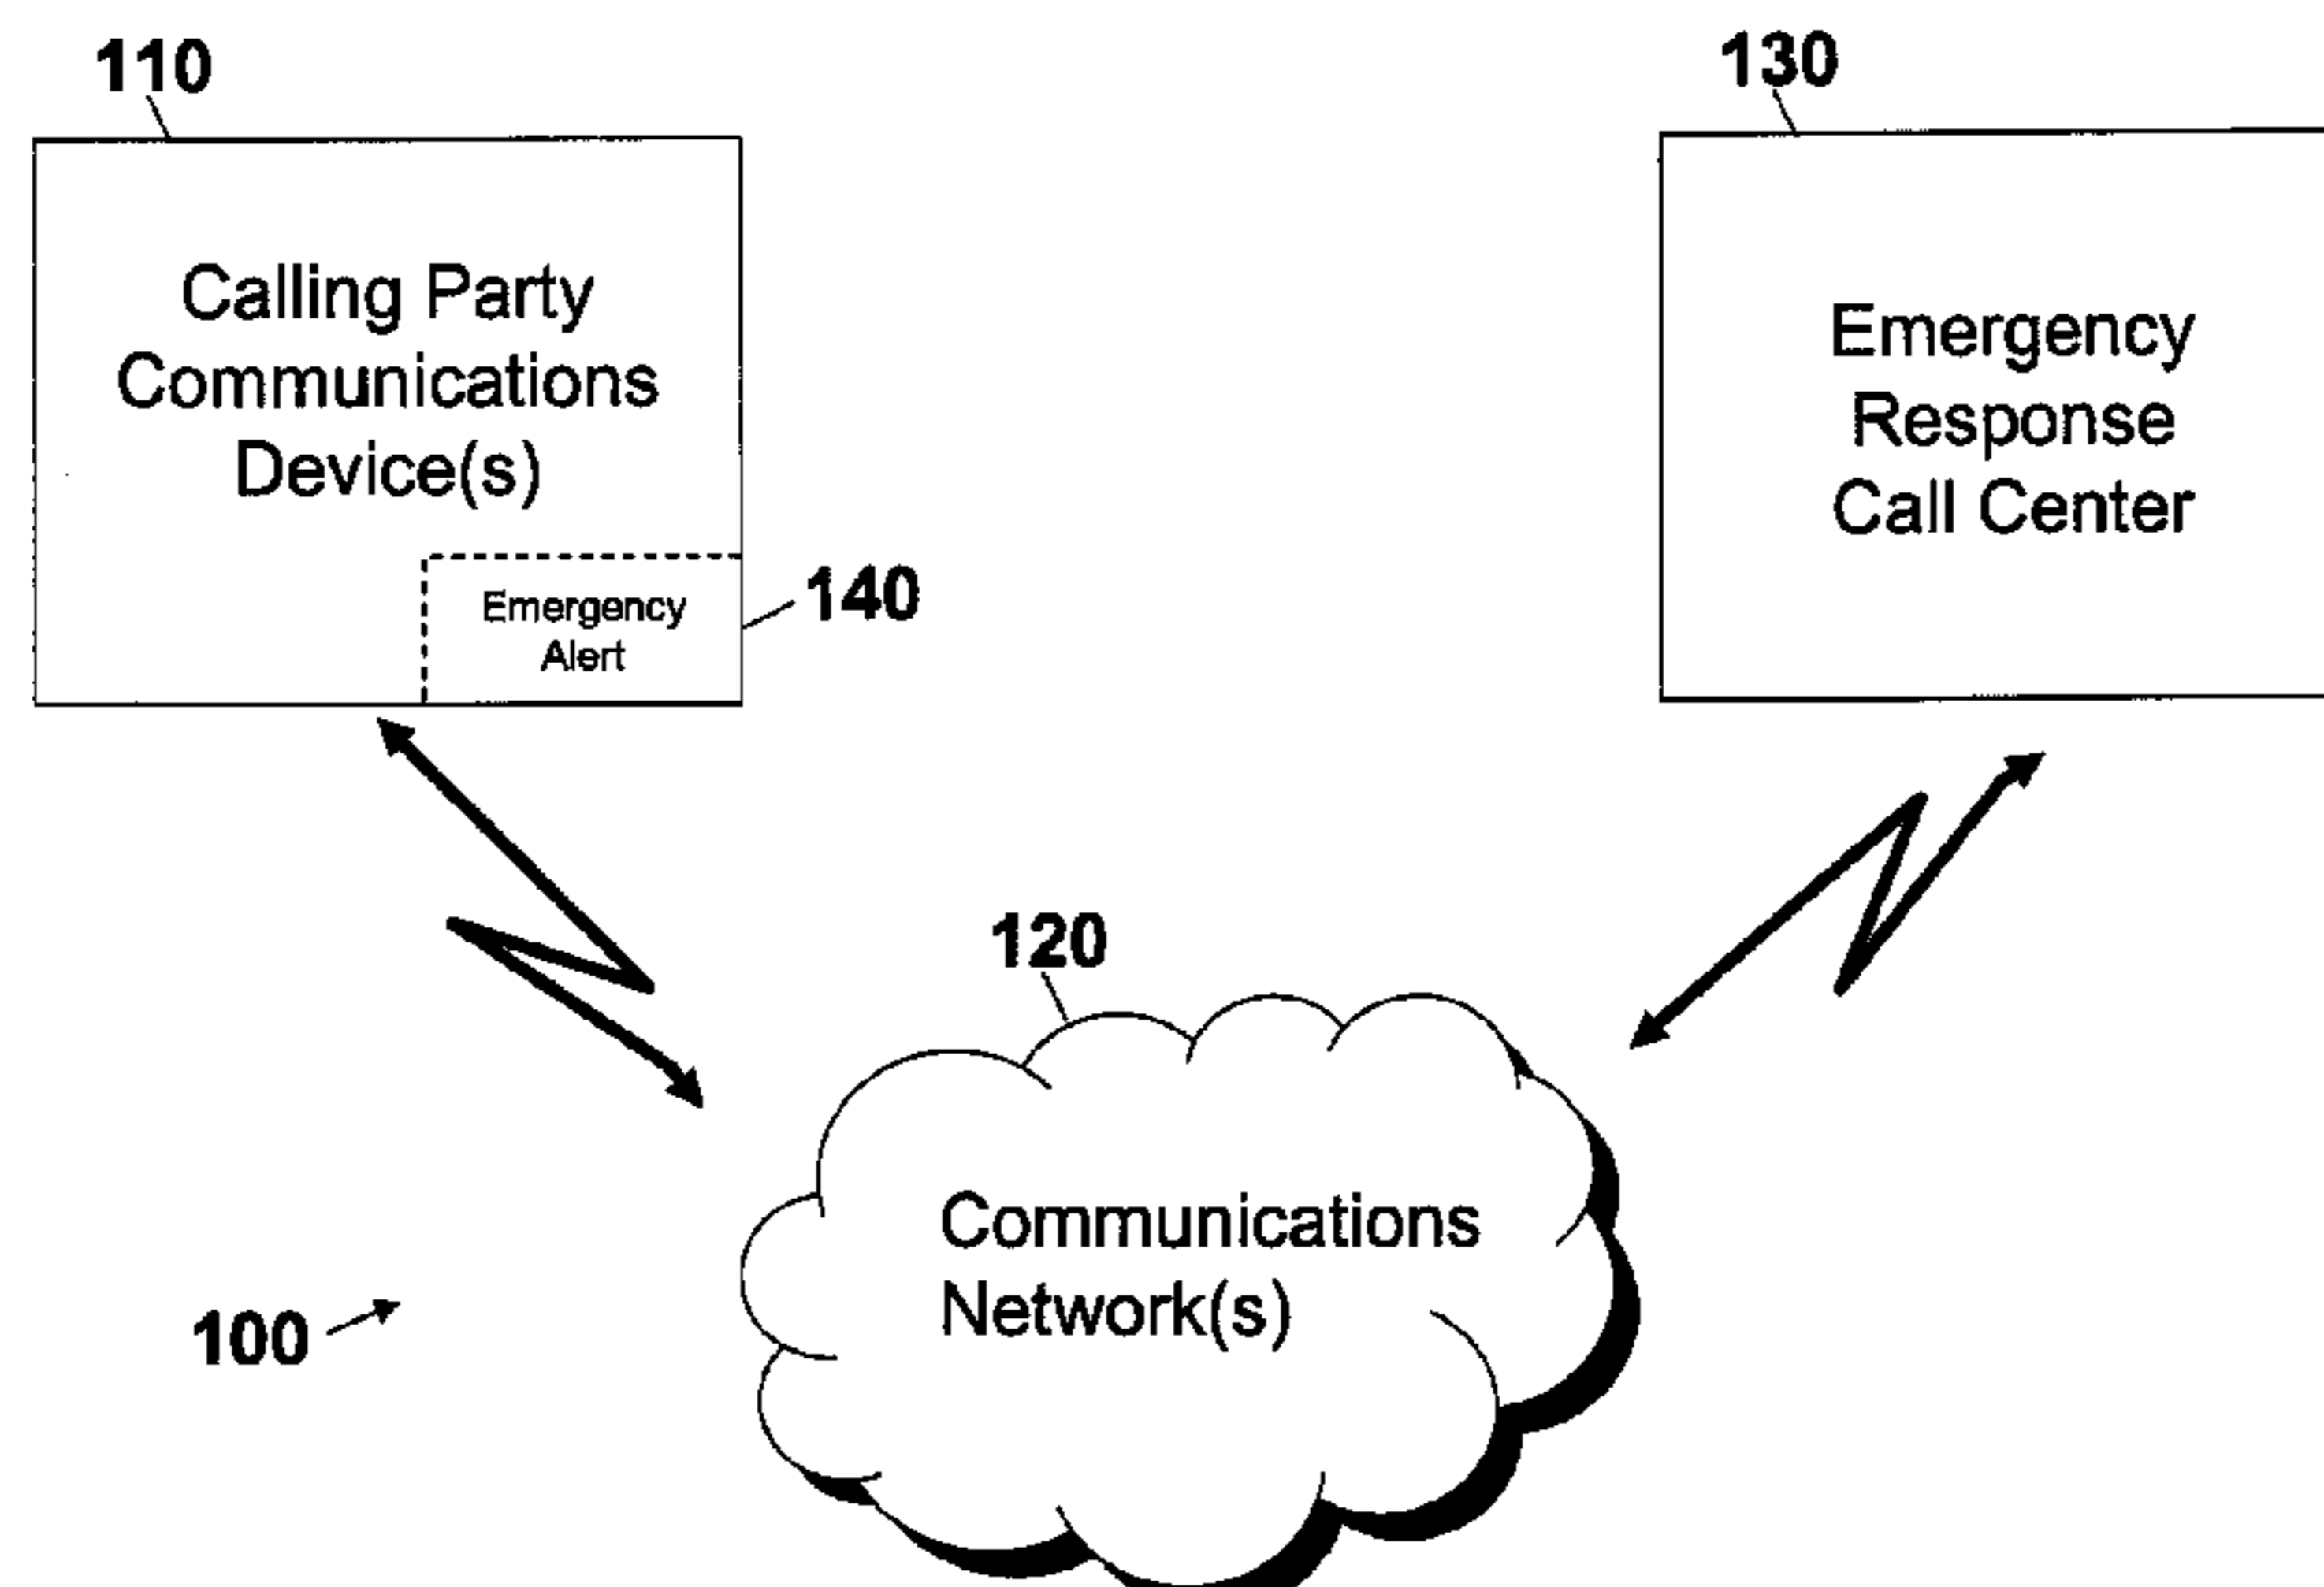 110
130
Calling Party
Communications
Device(s)
Emergency
Response
Call Center
Emergency
Alert
140
120
Communications
Network(s)
100